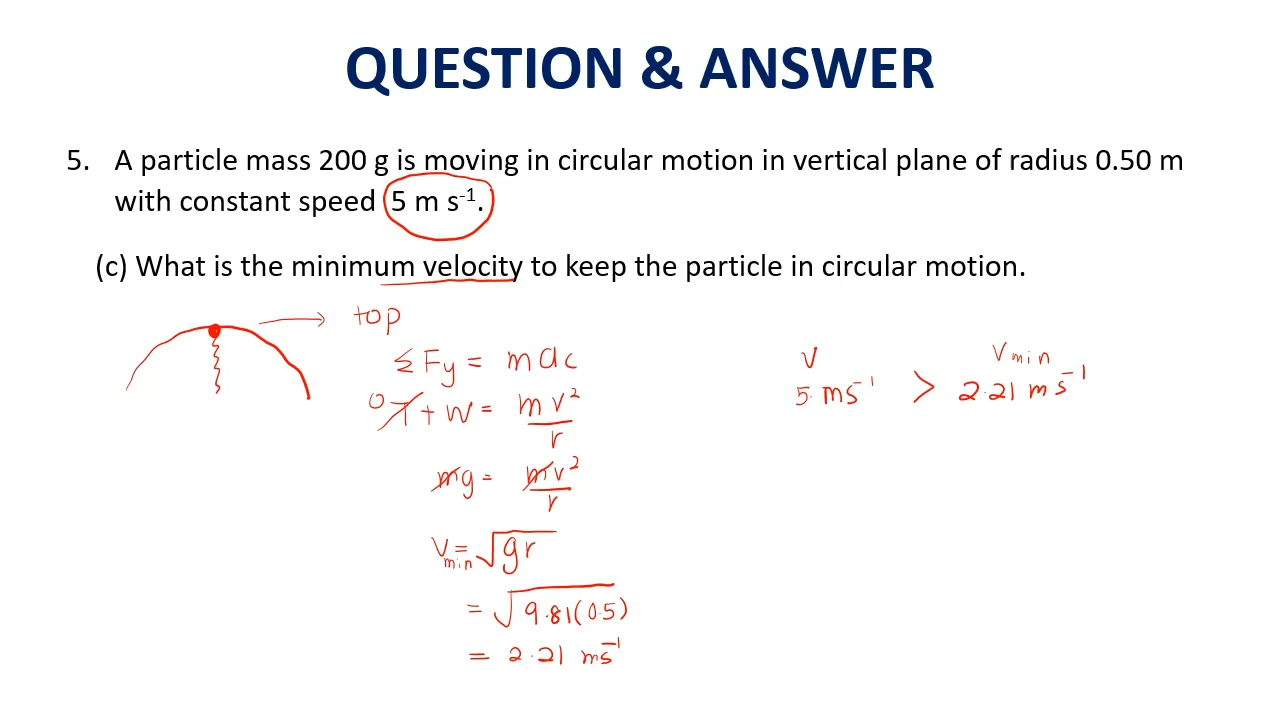 QUESTION & ANSWER
5. A particle mass 200 g is moving in circular motion in vertical plane of radius 0.50 m
with constant speed 5 m s⁻¹.
(c) What is the minimum velocity to keep the particle in circular motion.
top
ΣFy = mac
0 T + W = mv²/r
mg = mv²/r
Vmin = √gr
= √9.81(0.5)
= 2.21 ms⁻¹
V Vmin
5 ms⁻¹ > 2.21 ms⁻¹